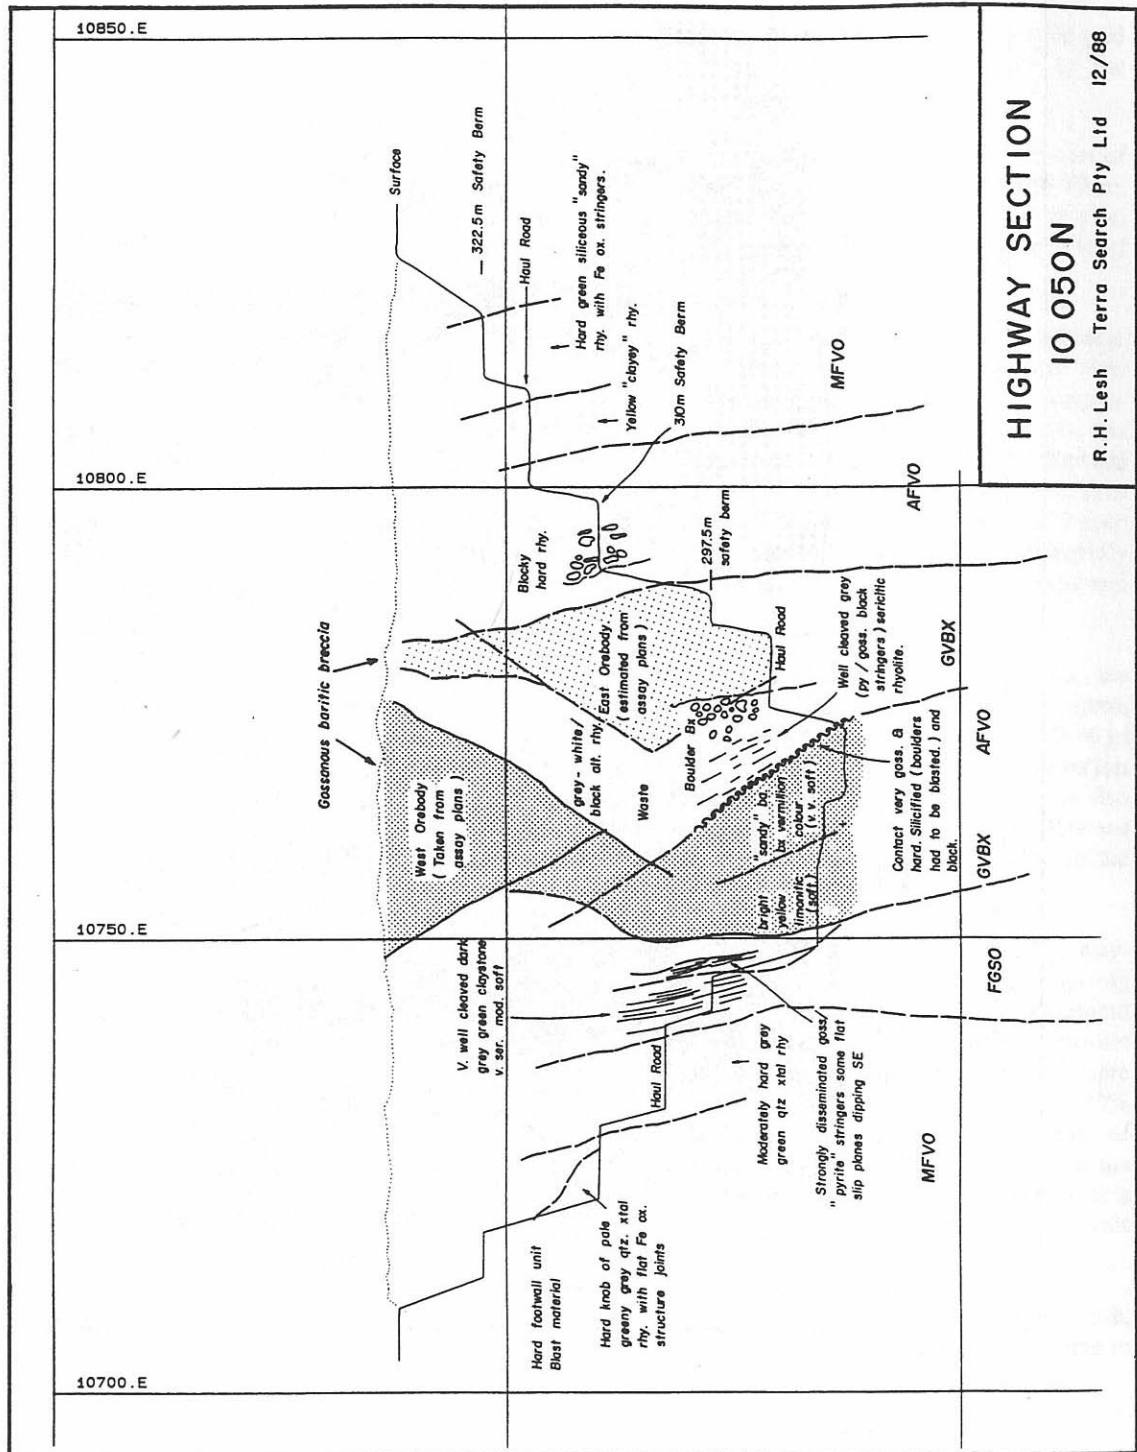 HIGHWAY SECTION
10 050N
R.H. Lesh Terra Search Pty Ltd 12/88
10850.E
10800.E
10750.E
10700.E
Surface
322.5m Safety Berm
Haul Road
Hard green siliceous "sandy"
rhy. with Fe ox. stringers.
Yellow "clayey" rhy.
310m Safety Berm
MFVO
AFVO
Blocky
hard rhy.
297.5m
safety berm
Gossanous baritic breccia
East Orebody
(estimated from
assay plans)
Haul Road
Well cleaved grey
(py / goss. black
stringers) sericitic
rhyolite.
GVBX
grey-white/
black alt. rhy.
Boulder Bx
Waste
West Orebody
(Taken from
assay plans)
"sandy" ba.
bx vermilion
colour
(v. v. soft)
AFVO
Contact very goss. &
hard. Silicified (boulders
had to be blasted.) and
black.
bright
yellow
limonitic
(soft)
GVBX
V. well cleaved dark
grey green claystone
v. ser. mod. soft
FGSO
Haul Road
Moderately hard grey
green qtz xtal rhy
Strongly disseminated goss/
"pyrite" stringers some flat
slip planes dipping SE
MFVO
Hard footwall unit
Blast material
Hard knob of pale
greeny grey qtz. xtal
rhy. with flat Fe ox.
structure joints